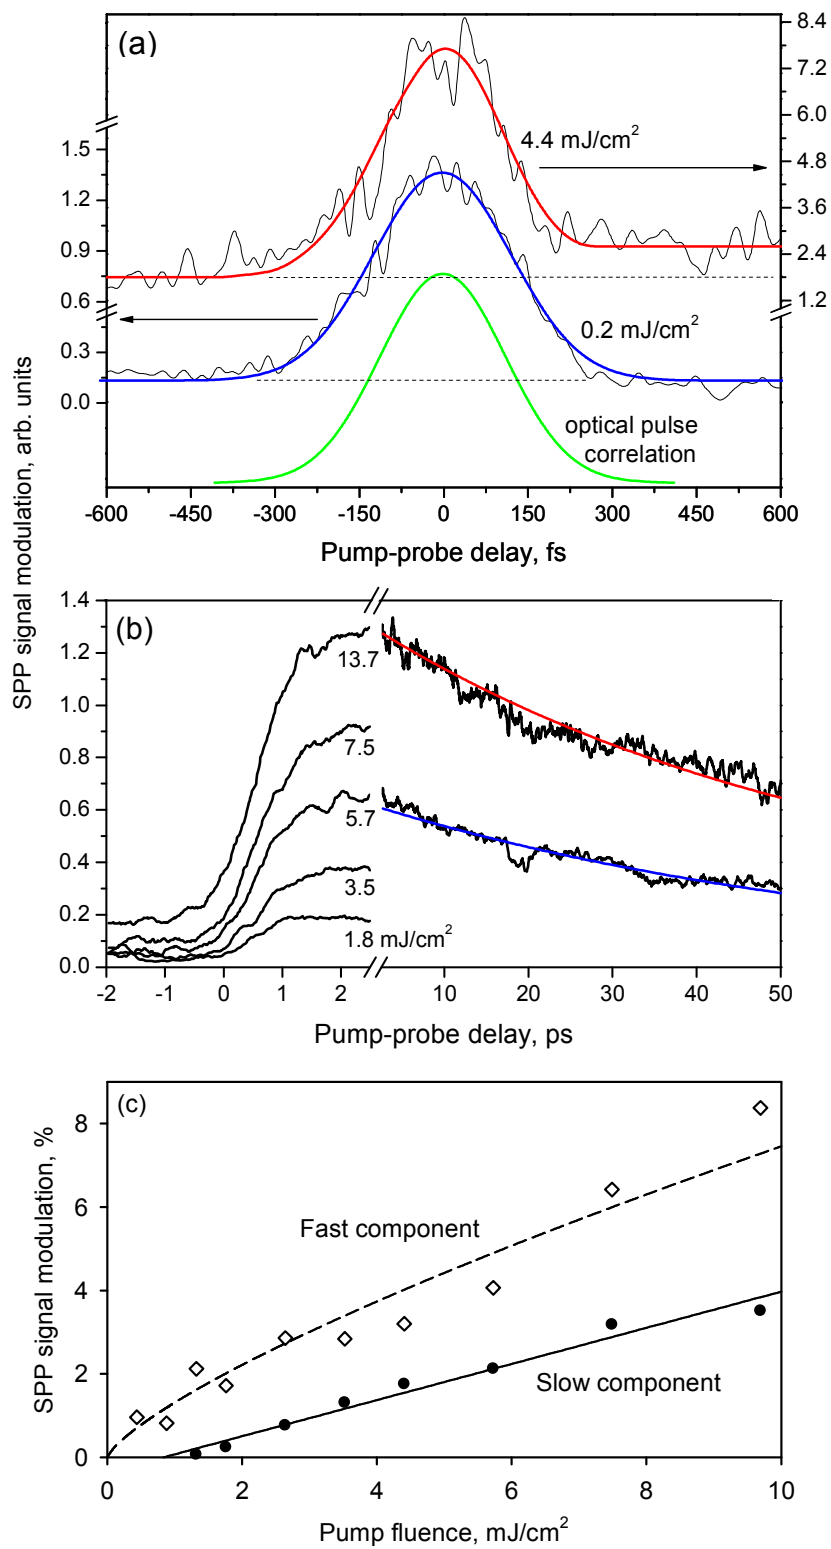 (a)
8.4
7.2
6.0
4.8
3.6
2.4
1.2
1.5
1.2
0.9
0.6
0.3
0.0
4.4 mJ/cm²
0.2 mJ/cm²
optical pulse
correlation
-600 -450 -300 -150 0 150 300 450 600
Pump-probe delay, fs
SPP signal modulation, arb. units
(b)
1.4
1.2
1.0
0.8
0.6
0.4
0.2
0.0
13.7
7.5
5.7
3.5
1.8 mJ/cm²
-2 -1 0 1 2 10 20 30 40 50
Pump-probe delay, ps
(c)
8
6
4
2
0
SPP signal modulation, %
Fast component
Slow component
0 2 4 6 8 10
Pump fluence, mJ/cm²